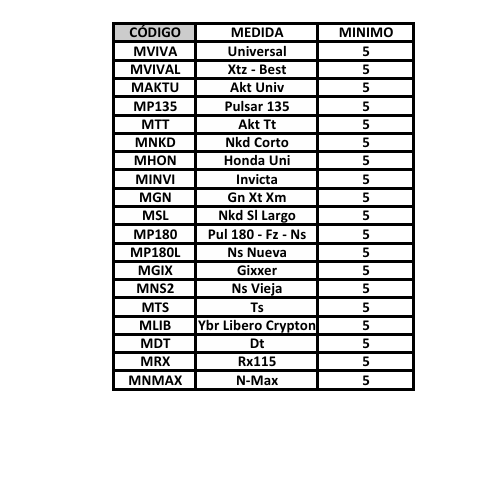 CÓDIGO MEDIDA MINIMO
MVIVA Universal 5
MVIVAL Xtz - Best 5
MAKTU Akt Univ 5
MP135 Pulsar 135 5
MTT Akt Tt 5
MNKD Nkd Corto 5
MHON Honda Uni 5
MINVI Invicta 5
MGN Gn Xt Xm 5
MSL Nkd Sl Largo 5
MP180 Pul 180 - Fz - Ns 5
MP180L Ns Nueva 5
MGIX Gixxer 5
MNS2 Ns Vieja 5
MTS Ts 5
MLIB Ybr Libero Crypton 5
MDT Dt 5
MRX Rx115 5
MNMAX N-Max 5